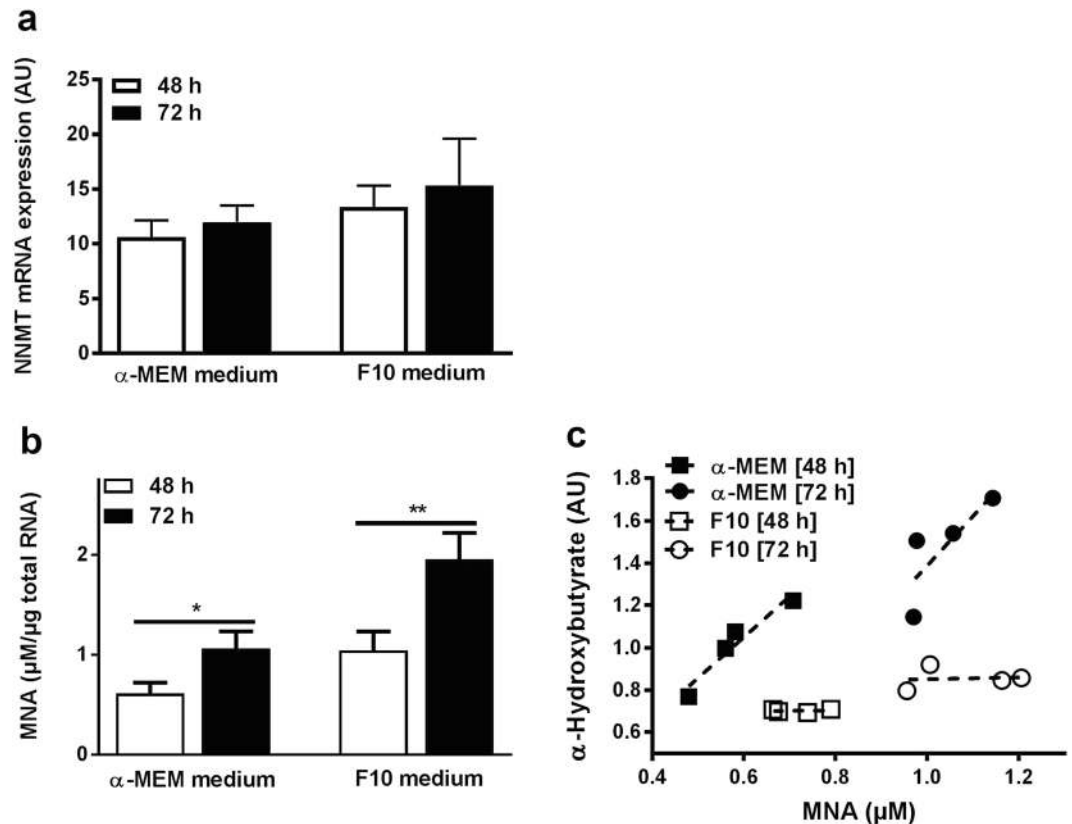 a
NNMT mRNA expression (AU)
25
20
15
10
5
0
48 h
72 h
α-MEM medium
F10 medium
b
MNA (µM/µg total RNA)
2
1
0
48 h
72 h
*
**
α-MEM medium
F10 medium
c
α-MEM [48 h]
α-MEM [72 h]
F10 [48 h]
F10 [72 h]
α-Hydroxybutyrate (AU)
1.8
1.6
1.4
1.2
1.0
0.8
0.6
0.4
0.6
0.8
1.0
1.2
MNA (µM)